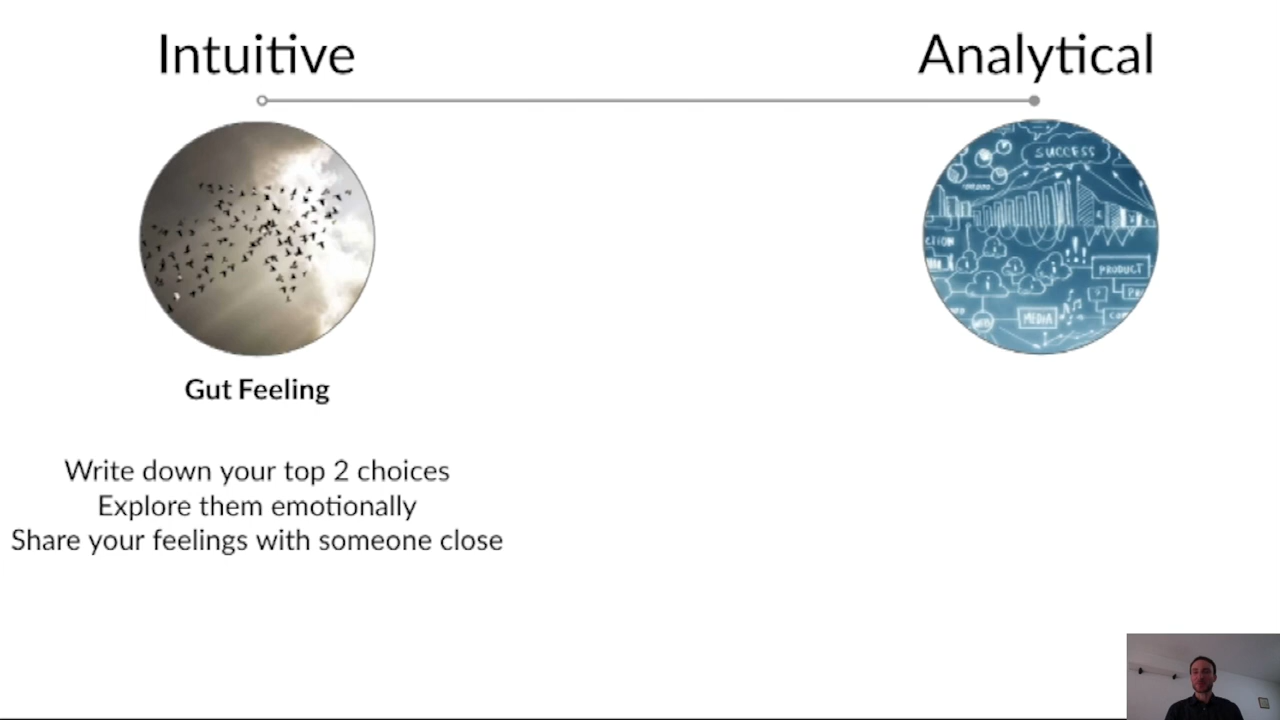 Intuitive
Analytical
SUCCESS
PRODUCT
MEDIA
Gut Feeling
Write down your top 2 choices
Explore them emotionally
Share your feelings with someone close